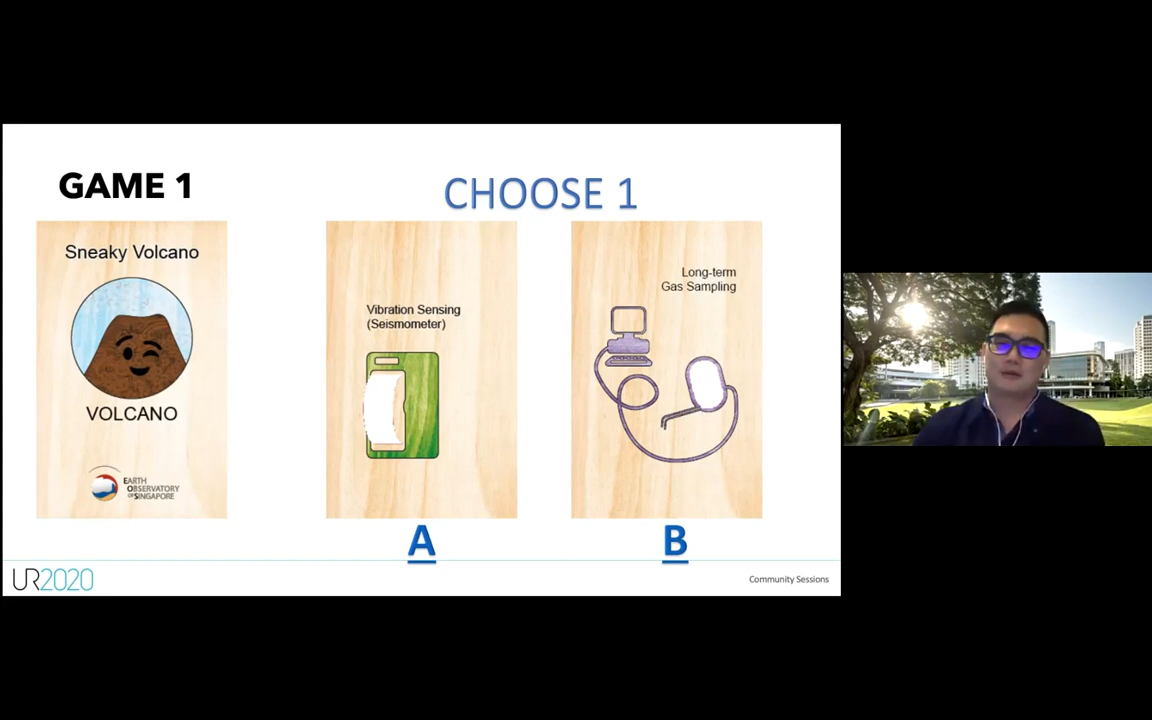 GAME 1
CHOOSE 1
Sneaky Volcano
VOLCANO
EARTH
OBSERVATORY
OF SINGAPORE
Vibration Sensing
(Seismometer)
A
Long-term
Gas Sampling
B
UR2020
Community Sessions